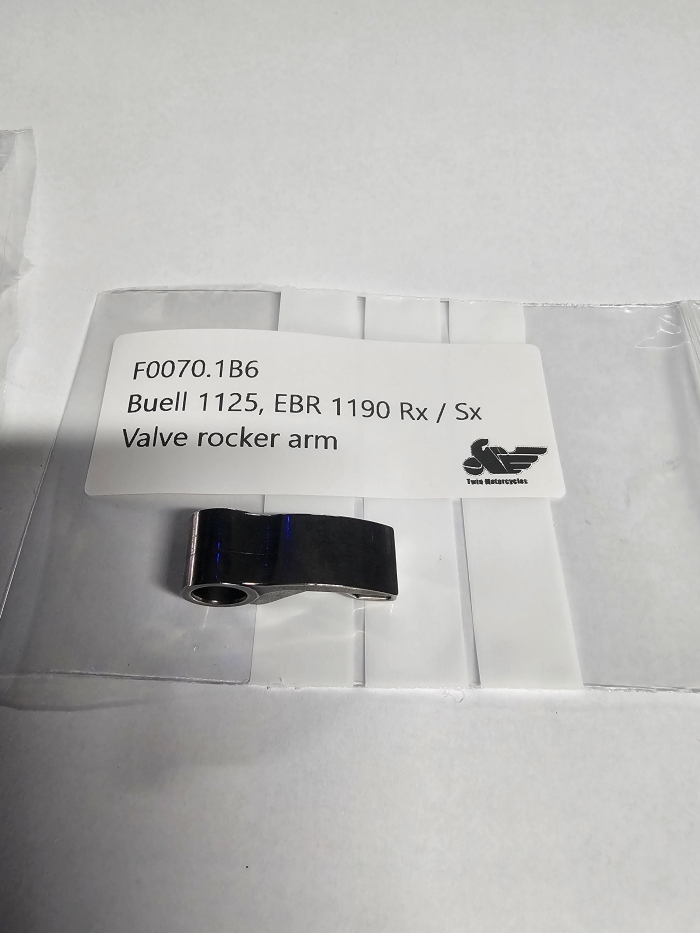 F0070.1B6
Buell 1125, EBR 1190 Rx / Sx
Valve rocker arm
Twin Motorcycles